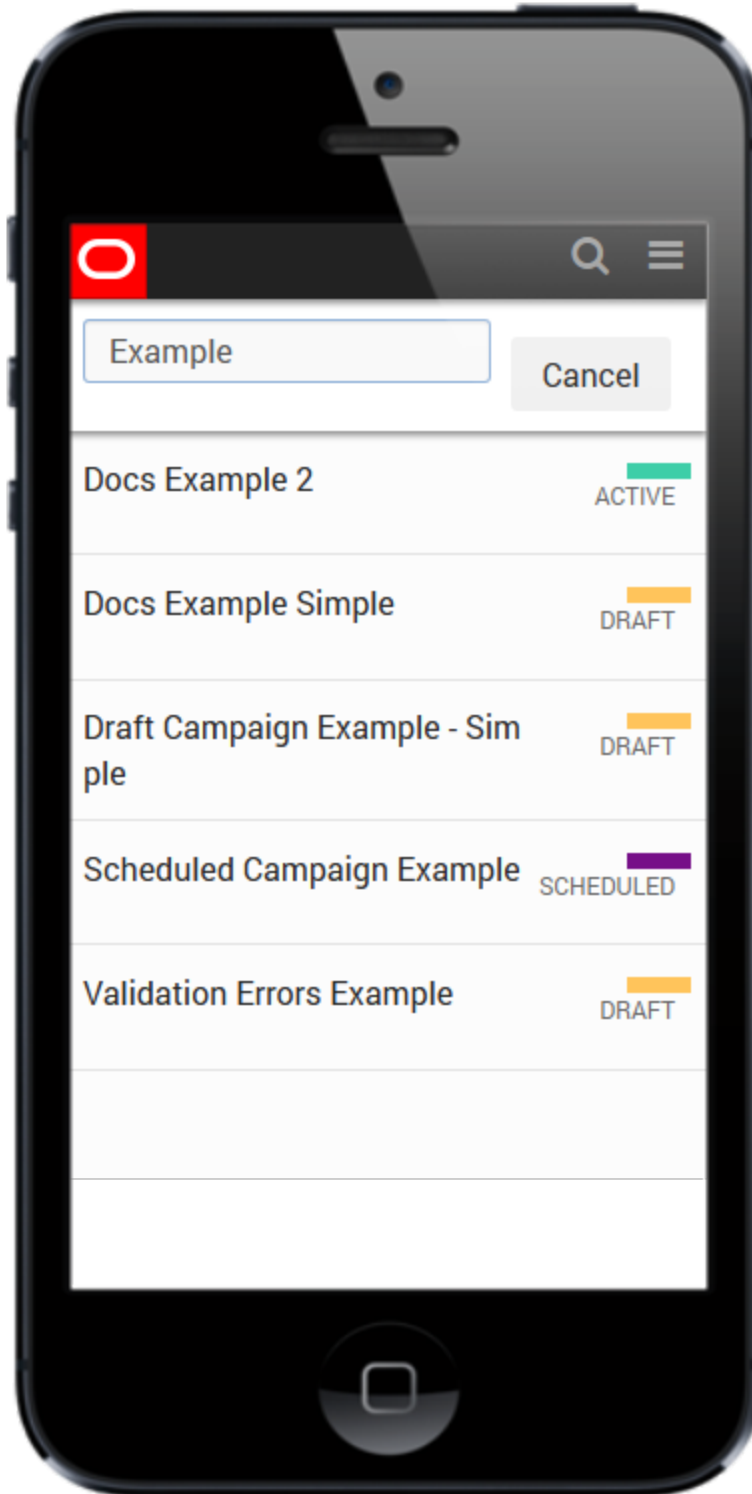 Example
Cancel
Docs Example 2
ACTIVE
Docs Example Simple
DRAFT
Draft Campaign Example - Sim
ple
DRAFT
Scheduled Campaign Example
SCHEDULED
Validation Errors Example
DRAFT